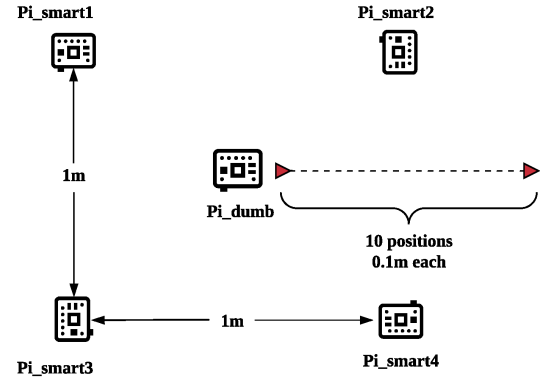 Pi_smart1
Pi_smart2
1m
Pi_dumb
10 positions
0.1m each
1m
Pi_smart3
Pi_smart4